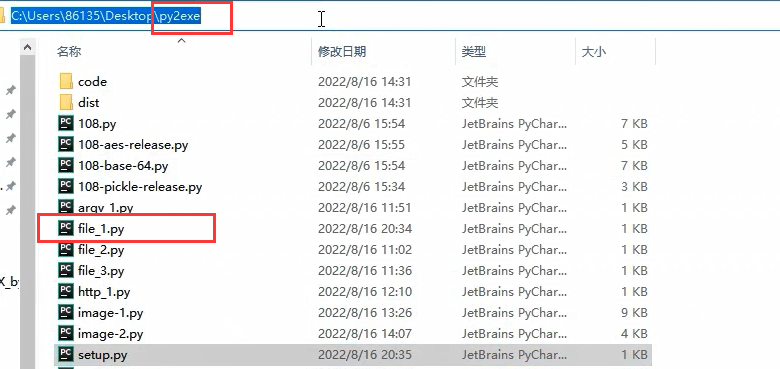 C:\Users\86135\Desktop\py2exe
名称 修改日期 类型 大小
code 2022/8/16 14:31 文件夹
dist 2022/8/16 14:31 文件夹
108.py 2022/8/6 15:54 JetBrains PyChar... 7 KB
108-aes-release.py 2022/8/6 15:55 JetBrains PyChar... 5 KB
108-base-64.py 2022/8/6 15:54 JetBrains PyChar... 7 KB
108-pickle-release.py 2022/8/6 15:34 JetBrains PyChar... 3 KB
argv_1.py 2022/8/16 11:51 JetBrains PyChar... 1 KB
file_1.py 2022/8/16 20:34 JetBrains PyChar... 1 KB
file_2.py 2022/8/16 11:02 JetBrains PyChar... 1 KB
file_3.py 2022/8/16 11:36 JetBrains PyChar... 1 KB
http_1.py 2022/8/16 12:10 JetBrains PyChar... 1 KB
image-1.py 2022/8/16 13:26 JetBrains PyChar... 9 KB
image-2.py 2022/8/16 14:07 JetBrains PyChar... 4 KB
setup.py 2022/8/16 20:35 JetBrains PyChar... 1 KB